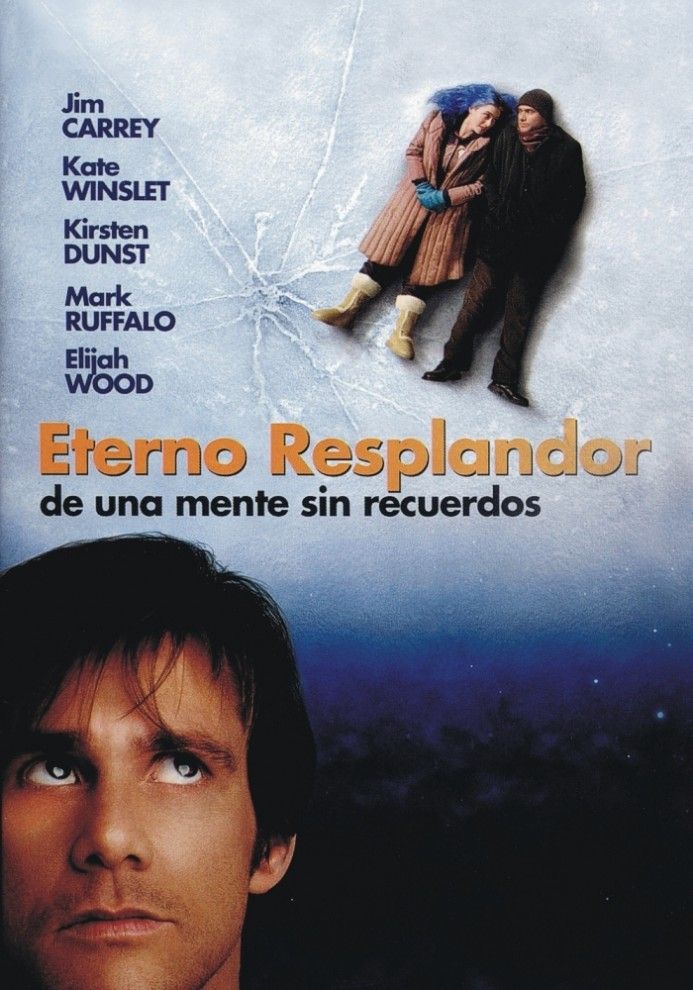 Jim
CARREY
Kate
WINSLET
Kirsten
DUNST
Mark
RUFFALO
Elijah
WOOD
Eterno Resplandor
de una mente sin recuerdos